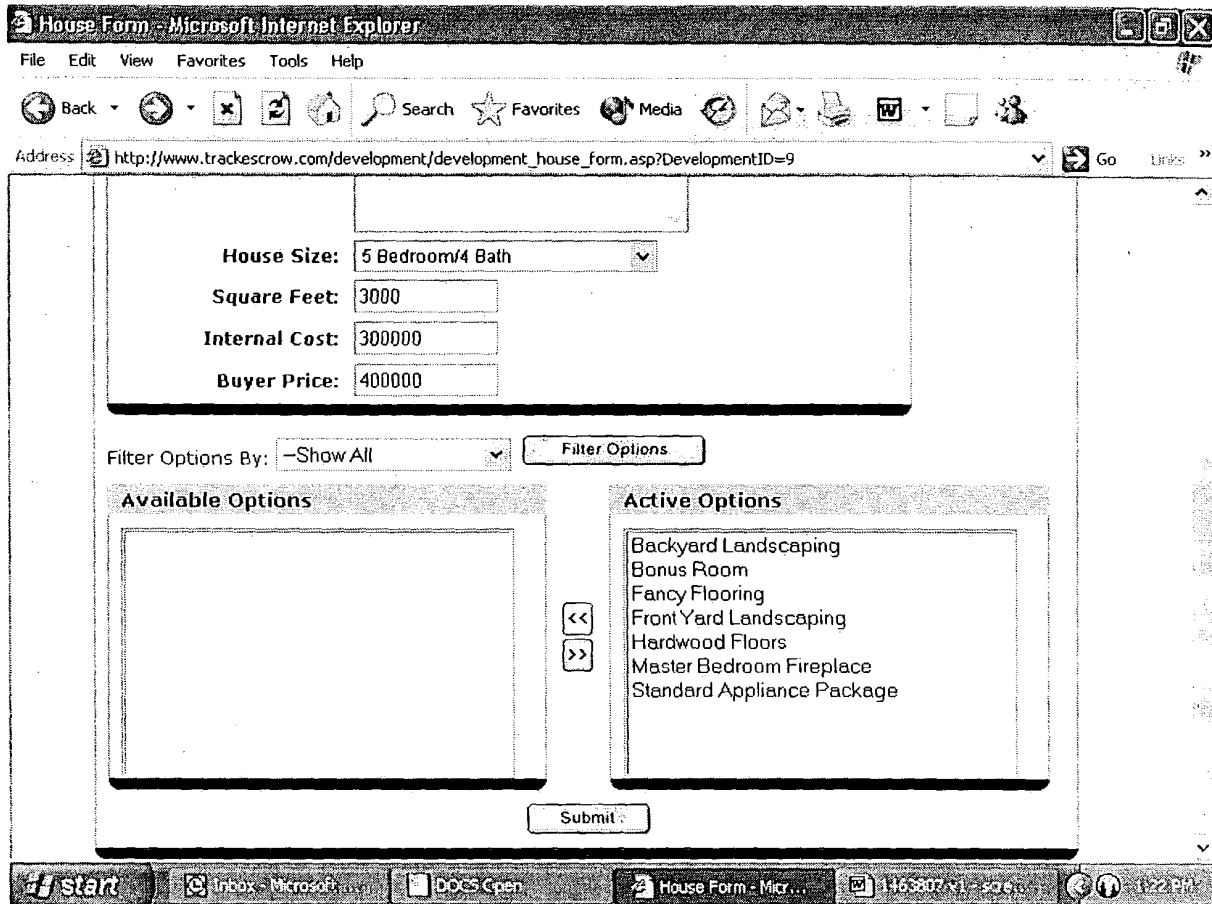 House Form - Microsoft Internet Explorer
File Edit View Favorites Tools Help
Back Search Favorites Media W
Address http://www.trackescrow.com/development/development_house_form.asp?DevelopmentID=9 Go Links »
House Size: 5 Bedroom/4 Bath
Square Feet: 3000
Internal Cost: 300000
Buyer Price: 400000
Filter Options By: –Show All Filter Options
Available Options
<<
>>
Active Options
Backyard Landscaping
Bonus Room
Fancy Flooring
Front Yard Landscaping
Hardwood Floors
Master Bedroom Fireplace
Standard Appliance Package
Submit
start Inbox - Microsoft ... DOCS Open House Form - Micr... 1463807 v1 - scre... 1:22 PM